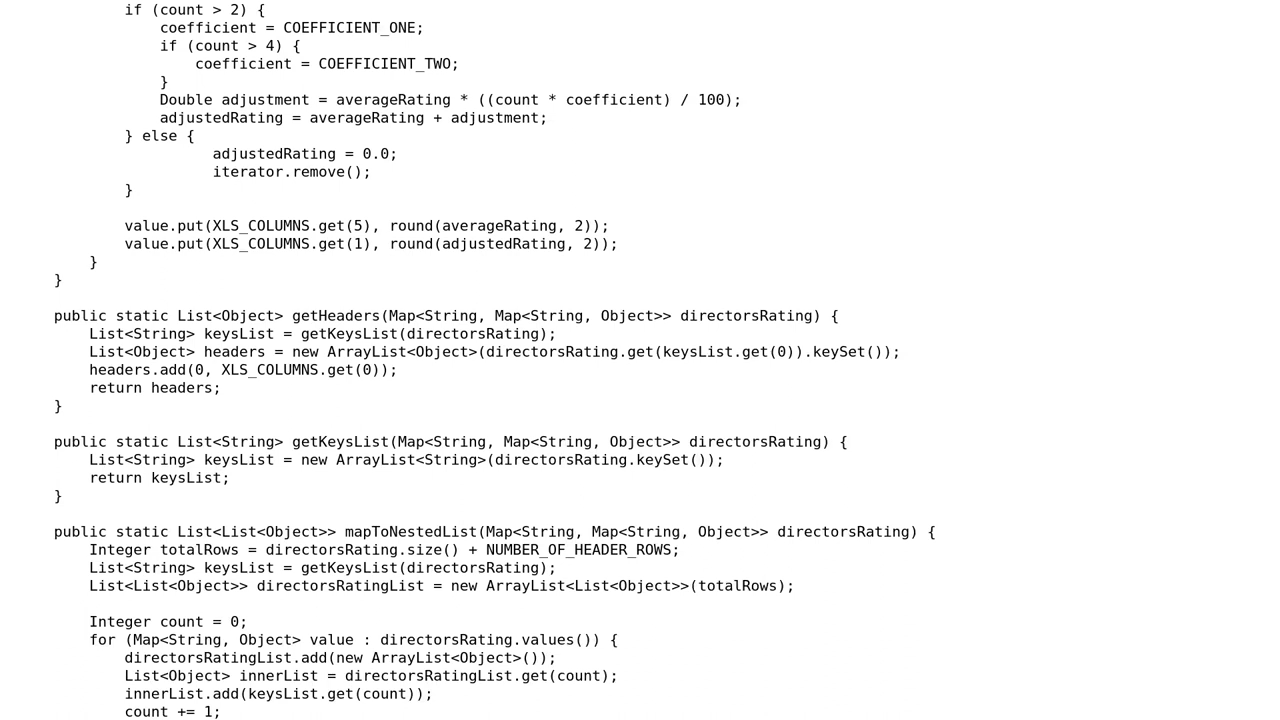 if (count > 2) {
coefficient = COEFFICIENT_ONE;
if (count > 4) {
coefficient = COEFFICIENT_TWO;
}
Double adjustment = averageRating * ((count * coefficient) / 100);
adjustedRating = averageRating + adjustment;
} else {
adjustedRating = 0.0;
iterator.remove();
}
value.put(XLS_COLUMNS.get(5), round(averageRating, 2));
value.put(XLS_COLUMNS.get(1), round(adjustedRating, 2));
}
}
public static List<Object> getHeaders(Map<String, Map<String, Object>> directorsRating) {
List<String> keysList = getKeysList(directorsRating);
List<Object> headers = new ArrayList<Object>(directorsRating.get(keysList.get(0)).keySet());
headers.add(0, XLS_COLUMNS.get(0));
return headers;
}
public static List<String> getKeysList(Map<String, Map<String, Object>> directorsRating) {
List<String> keysList = new ArrayList<String>(directorsRating.keySet());
return keysList;
}
public static List<List<Object>> mapToNestedList(Map<String, Map<String, Object>> directorsRating) {
Integer totalRows = directorsRating.size() + NUMBER_OF_HEADER_ROWS;
List<String> keysList = getKeysList(directorsRating);
List<List<Object>> directorsRatingList = new ArrayList<List<Object>>(totalRows);
Integer count = 0;
for (Map<String, Object> value : directorsRating.values()) {
directorsRatingList.add(new ArrayList<Object>());
List<Object> innerList = directorsRatingList.get(count);
innerList.add(keysList.get(count));
count += 1;